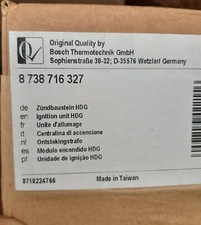 Original Quality by
Bosch Thermotechnik GmbH
Sophienstraße 30-32; D-35576 Wetzlar/ Germany
8 738 716 327
de Zündbaustein HDG
en Ignition unit HDG
fr Unite d'allumage
it Centralina di accensione
nl Ontstekingstrafo
es Módulo encendido HDG
pt Unidade de Ignição HDG
Made in Taiwan
8718224766